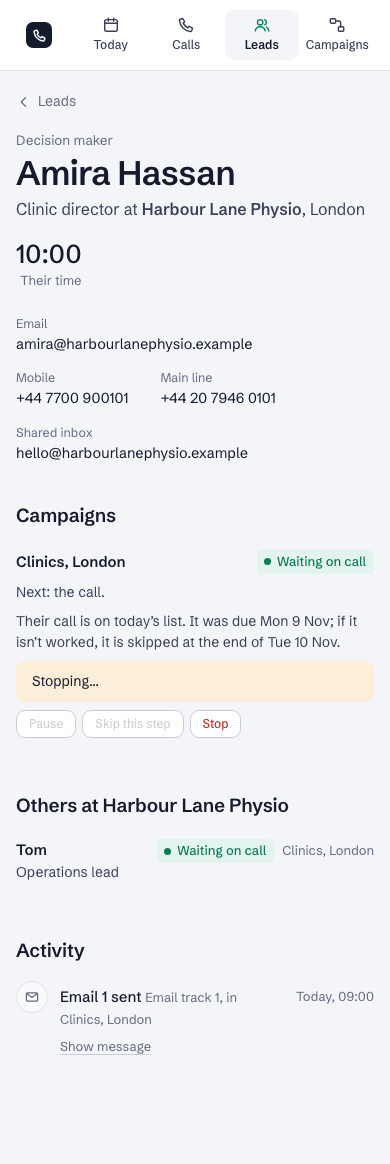 Today
Calls
Leads
Campaigns
Leads
Decision maker
Amira Hassan
Clinic director at Harbour Lane Physio, London
10:00
Their time
Email
amira@harbourlanephysio.example
Mobile
+44 7700 900101
Main line
+44 20 7946 0101
Shared inbox
hello@harbourlanephysio.example
Campaigns
Clinics, London
Waiting on call
Next: the call.
Their call is on today’s list. It was due Mon 9 Nov; if it
isn’t worked, it is skipped at the end of Tue 10 Nov.
Stopping…
Pause
Skip this step
Stop
Others at Harbour Lane Physio
Tom
Waiting on call
Clinics, London
Operations lead
Activity
Email 1 sent Email track 1, in
Clinics, London
Today, 09:00
Show message